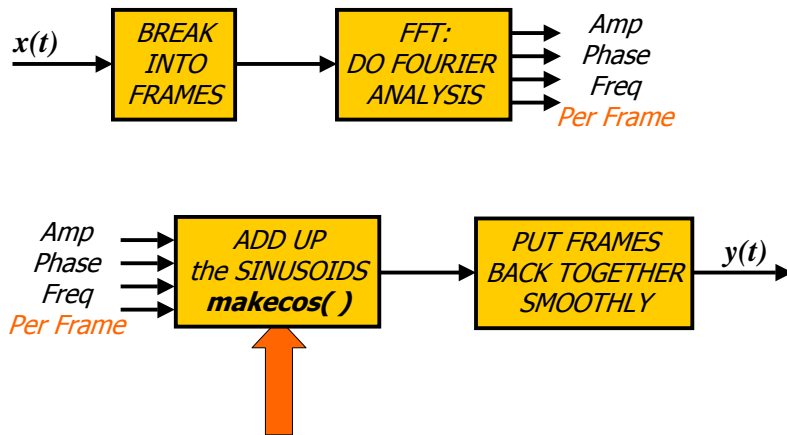 x(t)
BREAK
INTO
FRAMES
FFT:
DO FOURIER
ANALYSIS
Amp
Phase
Freq
Per Frame
Amp
Phase
Freq
Per Frame
ADD UP
the SINUSOIDS
makecos( )
PUT FRAMES
BACK TOGETHER
SMOOTHLY
y(t)